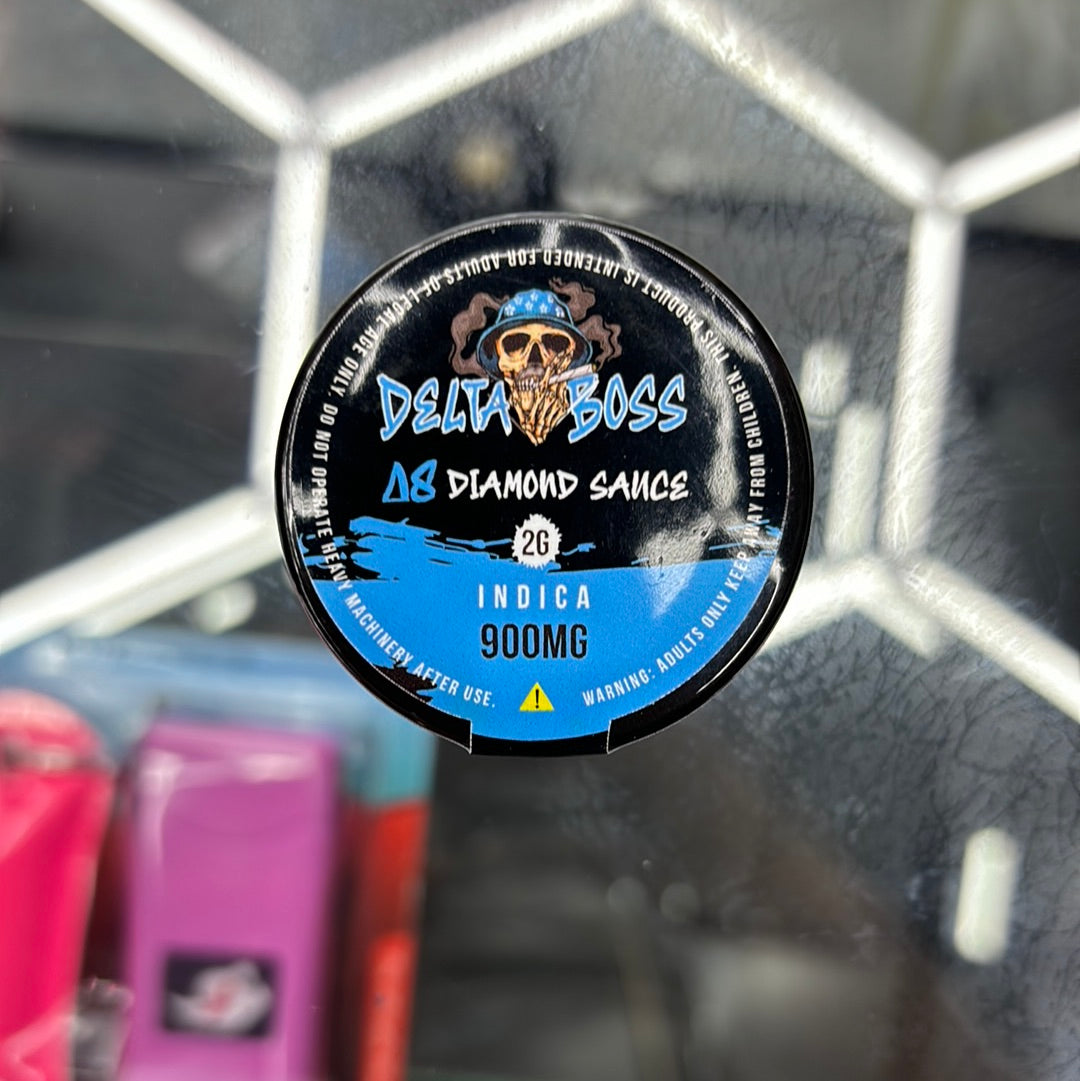 DELTA BOSS
Δ8 DIAMOND SAUCE
2G
INDICA
900MG
WARNING: ADULTS ONLY KEEP AWAY FROM CHILDREN. THIS PRODUCT IS INTENDED FOR ADULTS OF LEGAL AGE ONLY. DO NOT OPERATE HEAVY MACHINERY AFTER USE.